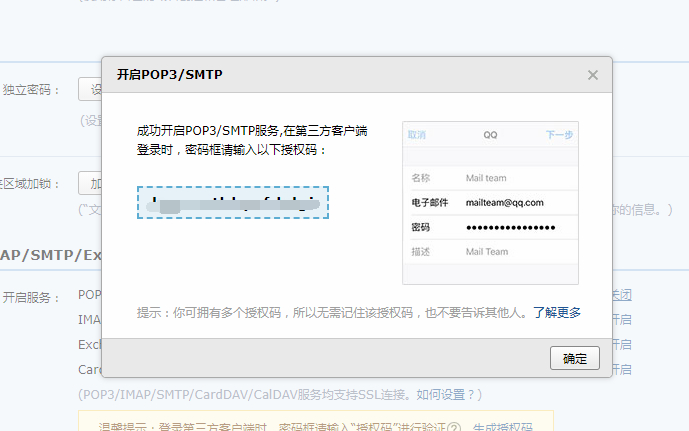 开启POP3/SMTP
成功开启POP3/SMTP服务,在第三方客户端
登录时，密码框请输入以下授权码：
取消 QQ 下一步
名称 Mail team
电子邮件 mailteam@qq.com
密码 ●●●●●●●●●●●●●●●●
描述 Mail Team
提示：你可拥有多个授权码，所以无需记住该授权码，也不要告诉其他人。了解更多
确定
独立密码：
(设
区域加锁：
加
("文
你的信息。)
AP/SMTP/Ex
开启服务：
POP
关闭
IMA
开启
Exc
开启
Car
开启
(POP3/IMAP/SMTP/CardDAV/CalDAV服务均支持SSL连接。如何设置？)
温馨提示：登录第三方客户端时，密码框请输入“授权码”进行验证 生成授权码